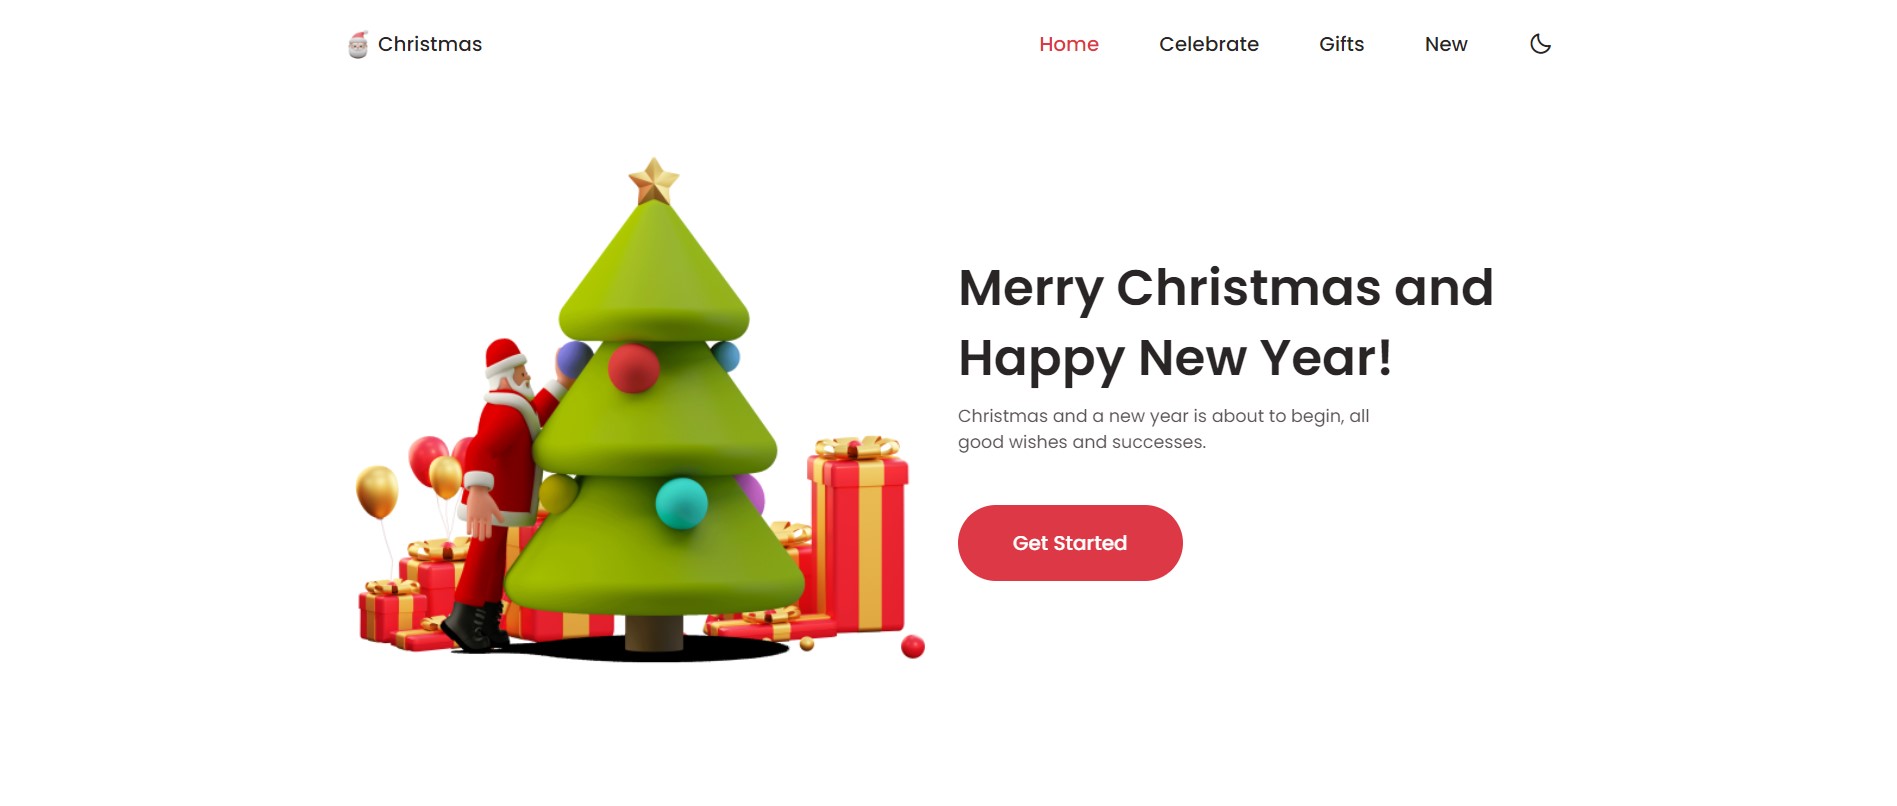 Christmas
Home
Celebrate
Gifts
New
Merry Christmas and
Happy New Year!
Christmas and a new year is about to begin, all
good wishes and successes.
Get Started